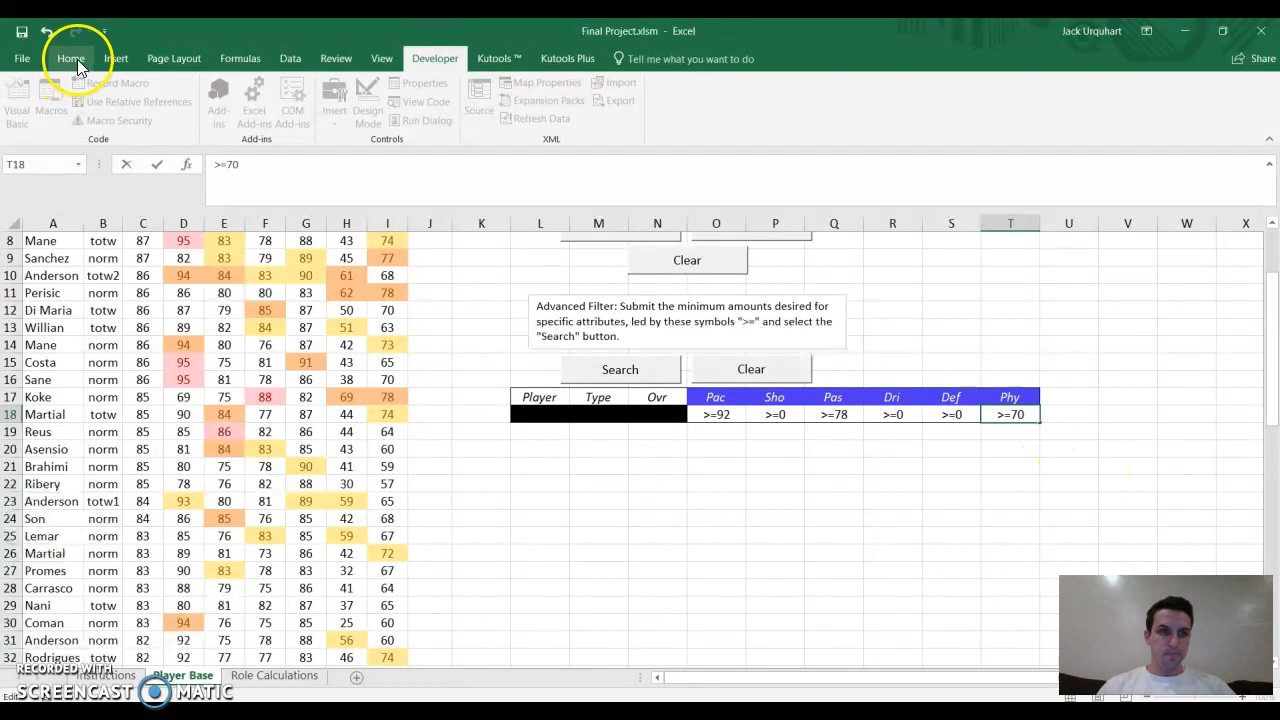 Final Project.xlsm - Excel
Jack Urquhart
File Home Insert Page Layout Formulas Data Review View Developer Kutools ™ Kutools Plus Tell me what you want to do Share
Visual Basic
Macros
Record Macro
Use Relative References
Macro Security
Code
Add-ins
Excel Add-ins
COM Add-ins
Add-ins
Insert
Design Mode
Properties
View Code
Run Dialog
Controls
Source
Map Properties
Expansion Packs
Refresh Data
Import
Export
XML
T18 fx >=70
A B C D E F G H I J K L M N O P Q R S T U V W X
8 Mane totw 87 95 83 78 88 43 74
9 Sanchez norm 87 82 83 79 89 45 77
10 Anderson totw2 86 94 84 83 90 61 68
11 Perisic norm 86 86 80 80 83 62 78
12 Di Maria norm 86 87 79 85 87 50 70
13 Willian norm 86 89 82 84 87 51 63
14 Mane norm 86 94 80 76 87 42 73
15 Costa norm 86 95 75 81 91 43 65
16 Sane norm 86 95 81 78 86 38 70
17 Koke norm 85 69 75 88 82 69 78
18 Martial totw 85 90 84 77 87 44 74
19 Reus norm 85 85 86 82 86 44 64
20 Asensio norm 85 81 84 83 85 43 60
21 Brahimi norm 85 80 75 78 90 41 59
22 Ribery norm 85 78 76 82 88 30 57
23 Anderson totw1 84 93 80 81 89 59 65
24 Son norm 84 86 85 76 85 42 68
25 Lemar norm 83 85 76 83 85 59 67
26 Martial norm 83 89 81 73 86 42 72
27 Promes norm 83 90 83 78 83 32 67
28 Carrasco norm 83 88 79 75 86 41 64
29 Nani totw 83 80 81 82 87 37 65
30 Coman norm 83 94 76 75 85 25 60
31 Anderson norm 82 92 75 78 88 56 60
32 Rodrigues totw 82 92 77 77 83 46 74
Clear
Advanced Filter: Submit the minimum amounts desired for
specific attributes, led by these symbols ">=" and select the
"Search" button.
Search Clear
Player Type Ovr Pac Sho Pas Dri Def Phy
>=92 >=0 >=78 >=0 >=0 >=70
Instructions Player Base Role Calculations
RECORDED WITH
SCREENCAST MATIC